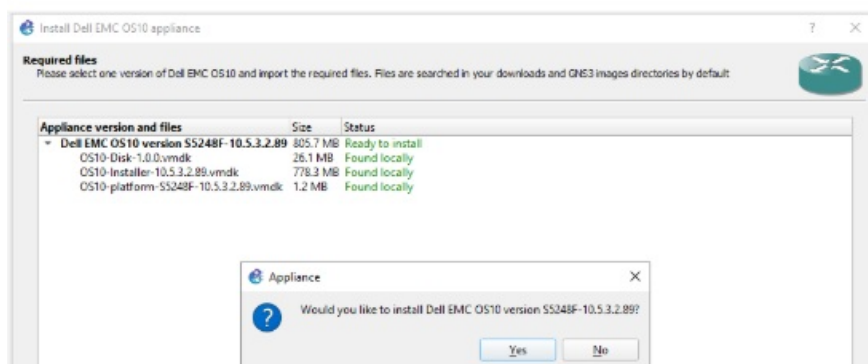 Install Dell EMC OS10 appliance
Required files
Please select one version of Dell EMC OS10 and import the required files. Files are searched in your downloads and GNS3 images directories by default
Appliance version and files Size Status
Dell EMC OS10 version S5248F-10.5.3.2.89 805.7 MB Ready to install
OS10-Disk-1.0.0.vmdk 26.1 MB Found locally
OS10-Installer-10.5.3.2.89.vmdk 778.3 MB Found locally
OS10-platform-S5248F-10.5.3.2.89.vmdk 1.2 MB Found locally
Appliance
Would you like to install Dell EMC OS10 version S5248F-10.5.3.2.89?
Yes No